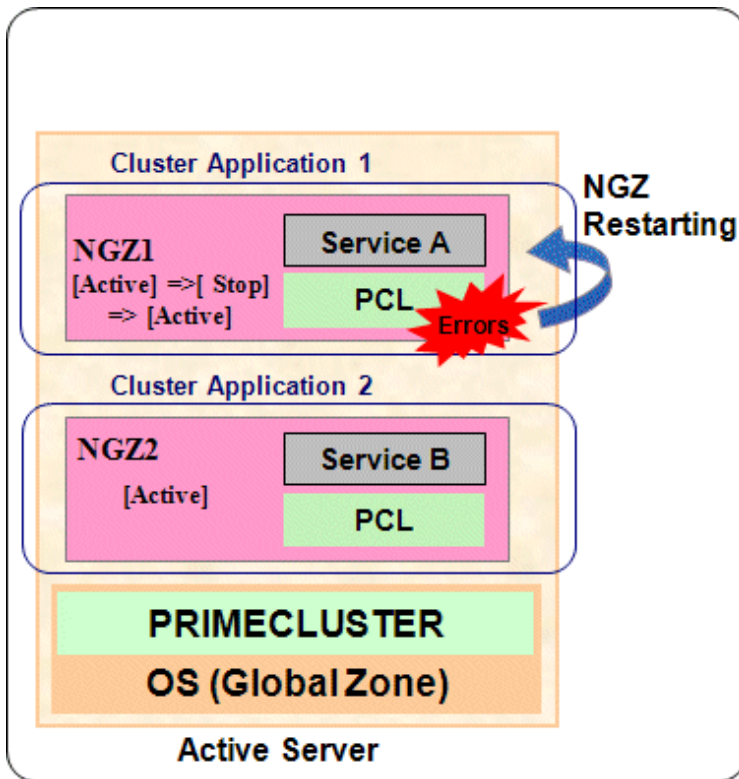 Cluster Application 1
NGZ
Restarting
NGZ1
[Active] =>[ Stop]
=> [Active]
Service A
PCL
Errors
Cluster Application 2
NGZ2
[Active]
Service B
PCL
PRIMECLUSTER
OS (Global Zone)
Active Server